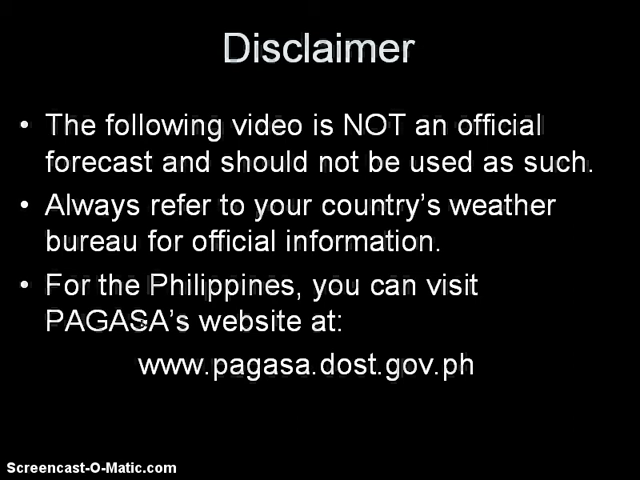 Disclaimer
• The following video is NOT an official
forecast and should not be used as such.
• Always refer to your country's weather
bureau for official information.
• For the Philippines, you can visit
PAGASA's website at:
www.pagasa.dost.gov.ph
Screencast-O-Matic.com